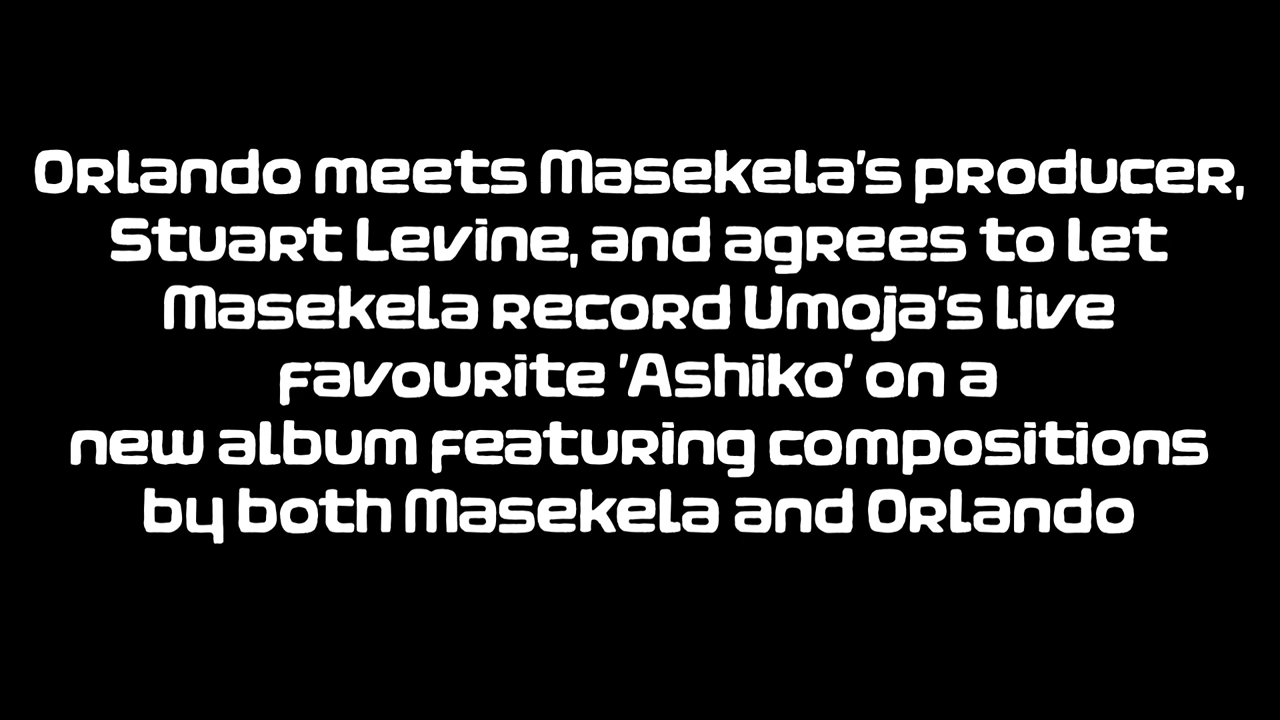 Orlando meets Masekela's producer,
Stuart Levine, and agrees to let
Masekela record Umoja's live
favourite 'Ashiko' on a
new album featuring compositions
by both Masekela and Orlando